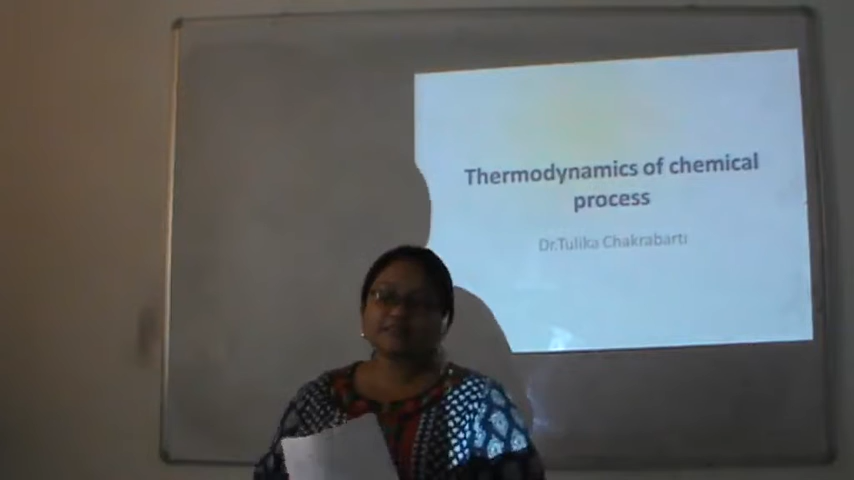 Thermodynamics of chemical
process
Dr.Tulika Chakrabarti